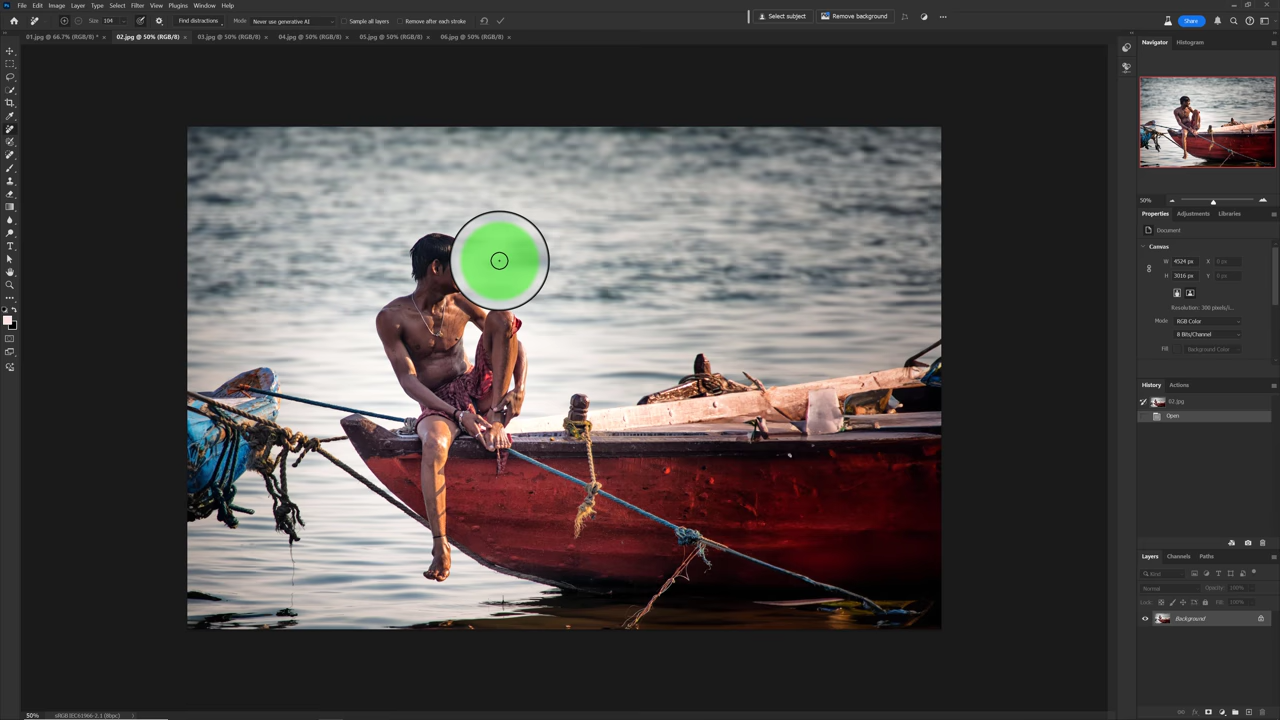 File Edit Image Layer Type Select Filter View Plugins Window Help
Size: 104 Find distractions Mode Never use generative AI Sample all layers Remove after each stroke Select subject Remove background Share
01.jpg @ 66.7% (RGB/8) * × 02.jpg @ 50% (RGB/8) × 03.jpg @ 50% (RGB/8) × 04.jpg @ 50% (RGB/8) × 05.jpg @ 50% (RGB/8) × 06.jpg @ 50% (RGB/8) ×
Navigator Histogram
50%
Properties Adjustments Libraries
Document
Canvas
W 4524 px X 0 px
H 3016 px Y 0 px
Resolution: 300 pixels/i...
Mode RGB Color
8 Bits/Channel
Fill Background Color
History Actions
02.jpg
Open
Layers Channels Paths
Kind
Normal Opacity: 100%
Lock: Fill: 100%
Background
50% sRGB IEC61966-2.1 (8bpc)